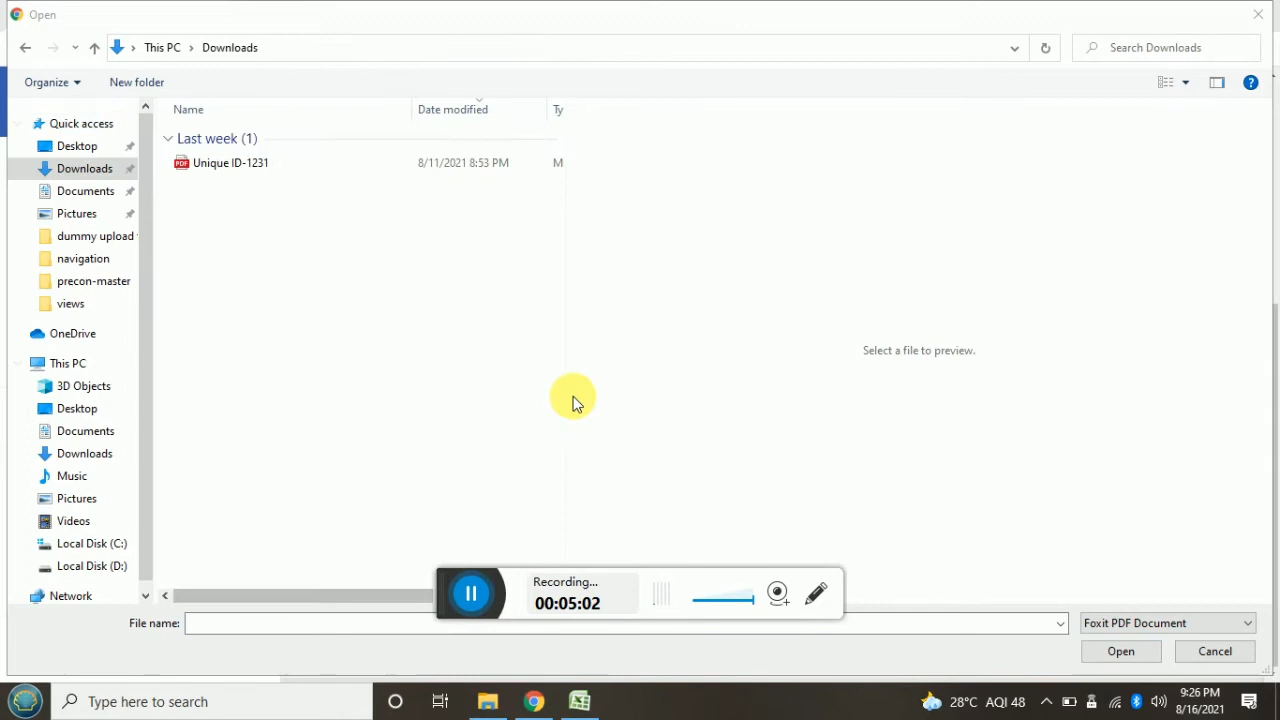 Open
This PC > Downloads
Search Downloads
Organize
New folder
Name
Date modified
Ty
Last week (1)
PDF
Unique ID-1231
8/11/2021 8:53 PM
M
Quick access
Desktop
Downloads
Documents
Pictures
dummy upload
navigation
precon-master
views
OneDrive
This PC
3D Objects
Desktop
Documents
Downloads
Music
Pictures
Videos
Local Disk (C:)
Local Disk (D:)
Network
Select a file to preview.
Recording...
00:05:02
File name:
Foxit PDF Document
Open
Cancel
Type here to search
28°C AQI 48
9:26 PM
8/16/2021